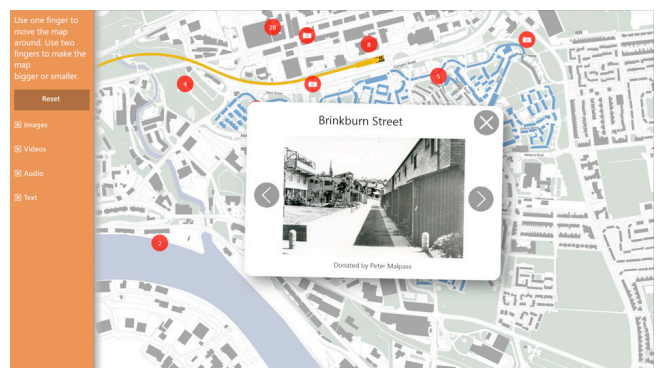 Use one finger to
move the map
around. Use two
fingers to make the
map
bigger or smaller.
Reset
Images
Videos
Audio
Text
28
8
4
5
2
Brinkburn Street
Donated by Peter Malpass